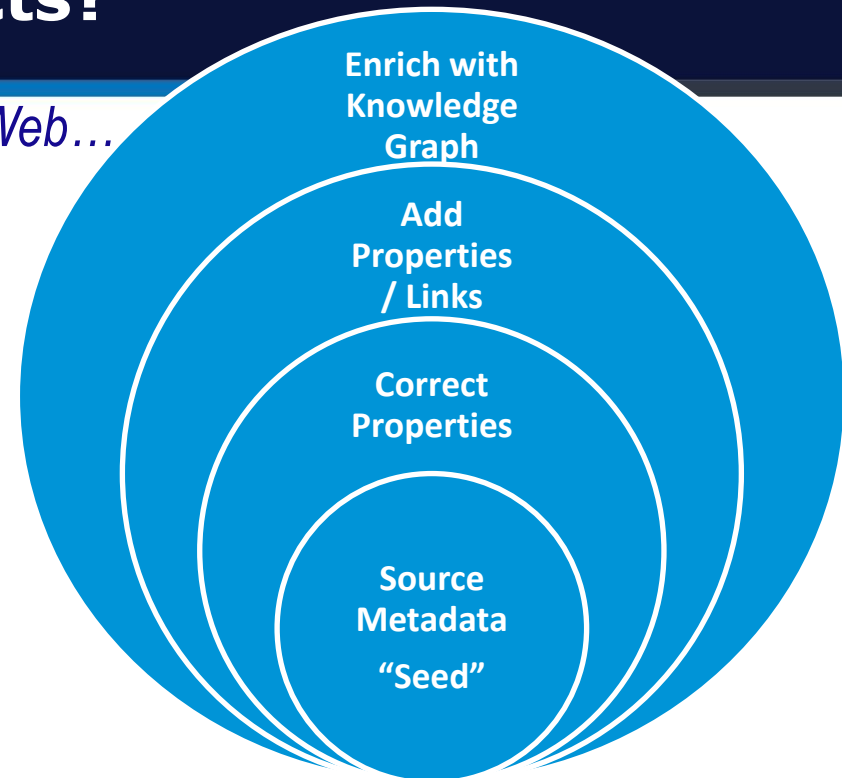 Web…
Enrich with
Knowledge
Graph
Add
Properties
/ Links
Correct
Properties
Source
Metadata
“Seed”